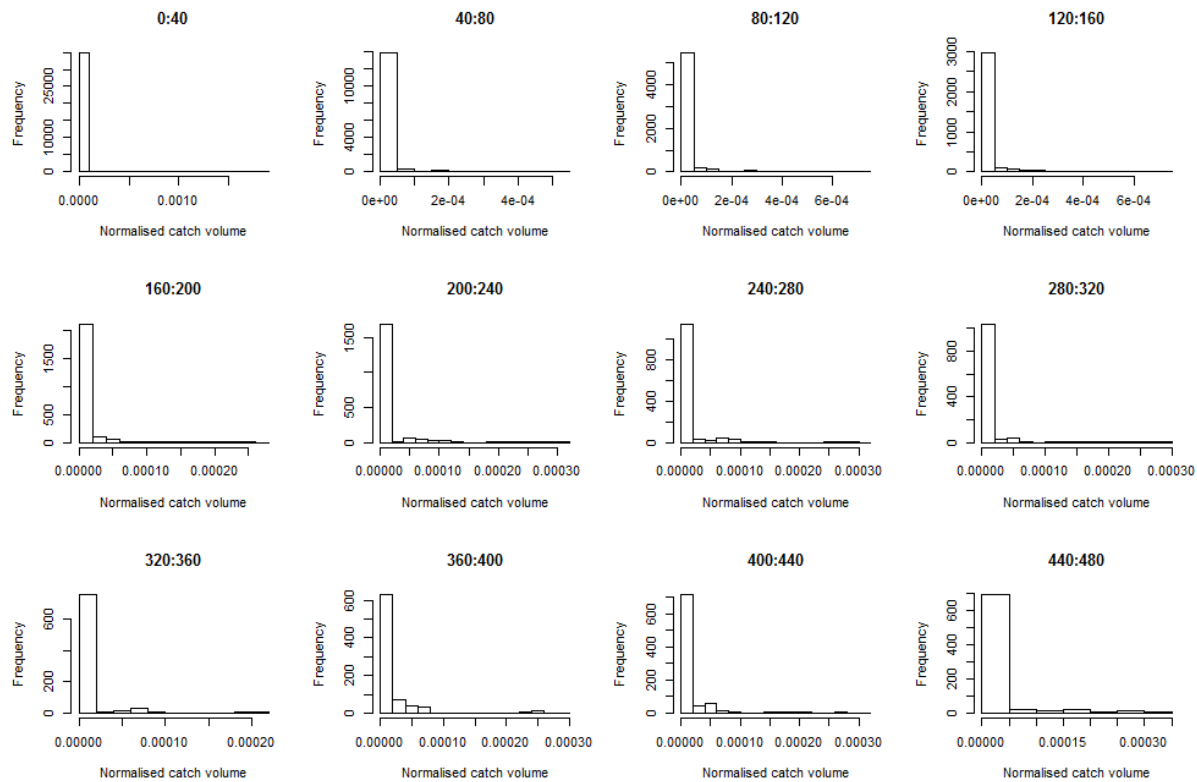 0:40
40:80
80:120
120:160
Frequency
0 10000 25000
0.0000 0.0010
Normalised catch volume
Frequency
0 4000 10000
0e+00 2e-04 4e-04
Normalised catch volume
Frequency
0 2000 4000
0e+00 2e-04 4e-04 6e-04
Normalised catch volume
Frequency
0 1000 2000 3000
0e+00 2e-04 4e-04 6e-04
Normalised catch volume
160:200
200:240
240:280
280:320
Frequency
0 500 1500
0.00000 0.00010 0.00020
Normalised catch volume
Frequency
0 500 1500
0.00000 0.00010 0.00020 0.00030
Normalised catch volume
Frequency
0 400 800
0.00000 0.00010 0.00020 0.00030
Normalised catch volume
Frequency
0 400 800
0.00000 0.00010 0.00020 0.00030
Normalised catch volume
320:360
360:400
400:440
440:480
Frequency
0 200 600
0.00000 0.00010 0.00020
Normalised catch volume
Frequency
0 200 400 600
0.00000 0.00010 0.00020 0.00030
Normalised catch volume
Frequency
0 200 400 600
0.00000 0.00010 0.00020 0.00030
Normalised catch volume
Frequency
0 200 400 600
0.00000 0.00015 0.00030
Normalised catch volume